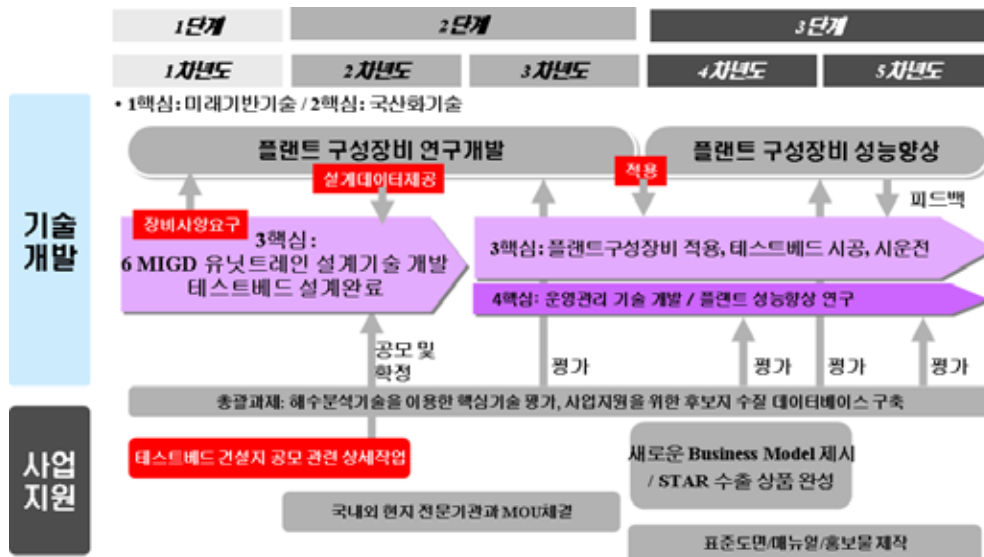 1단계
2단계
3단계
1차년도
2차년도
3차년도
4차년도
5차년도
• 1핵심: 미래기반기술 / 2핵심: 국산화기술
플랜트 구성장비 연구개발
플랜트 구성장비 성능향상
설계데이터제공
적용
장비사양요구
피드백
기술
개발
3핵심:
6 MIGD 유닛트레인 설계기술 개발
테스트베드 설계완료
3핵심: 플랜트구성장비 적용, 테스트베드 시공, 시운전
4핵심: 운영관리 기술 개발 / 플랜트 성능향상 연구
공모 및
확정
평가
평가
평가
평가
총괄과제: 해수분석기술을 이용한 핵심기술 평가, 사업지원을 위한 후보지 수질 데이터베이스 구축
사업
지원
테스트베드 건설지 공모 관련 상세작업
새로운 Business Model 제시
/ STAR 수출 상품 완성
국내외 현지 전문기관과 MOU체결
표준도면/매뉴얼/홍보물 제작